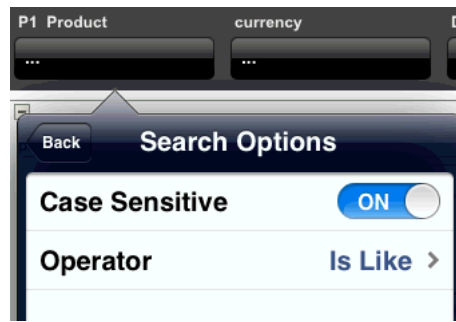 P1 Product currency
... ...
Back Search Options
Case Sensitive ON
Operator Is Like >